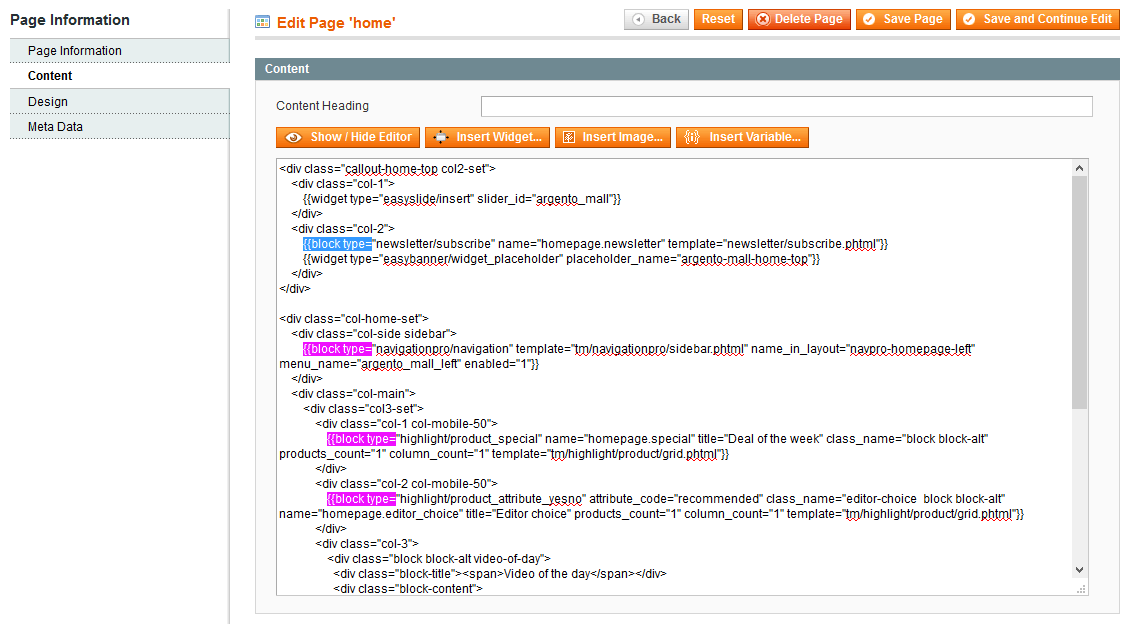 Page Information
Page Information
Content
Design
Meta Data
Edit Page 'home'
Back
Reset
Delete Page
Save Page
Save and Continue Edit
Content
Content Heading
Show / Hide Editor
Insert Widget...
Insert Image...
Insert Variable...
<div class="callout-home-top col2-set">
<div class="col-1">
{{widget type="easyslide/insert" slider_id="argento_mall"}}
</div>
<div class="col-2">
{{block type="newsletter/subscribe" name="homepage.newsletter" template="newsletter/subscribe.phtml"}}
{{widget type="easybanner/widget_placeholder" placeholder_name="argento-mall-home-top"}}
</div>
</div>
<div class="col-home-set">
<div class="col-side sidebar">
{{block type="navigationpro/navigation" template="tm/navigationpro/sidebar.phtml" name_in_layout="navpro-homepage-left"
menu_name="argento_mall_left" enabled="1"}}
</div>
<div class="col-main">
<div class="col3-set">
<div class="col-1 col-mobile-50">
{{block type="highlight/product_special" name="homepage.special" title="Deal of the week" class_name="block block-alt"
products_count="1" column_count="1" template="tm/highlight/product/grid.phtml"}}
</div>
<div class="col-2 col-mobile-50">
{{block type="highlight/product_attribute_yesno" attribute_code="recommended" class_name="editor-choice  block block-alt"
name="homepage.editor_choice" title="Editor choice" products_count="1" column_count="1" template="tm/highlight/product/grid.phtml"}}
</div>
<div class="col-3">
<div class="block block-alt video-of-day">
<div class="block-title"><span>Video of the day</span></div>
<div class="block-content">